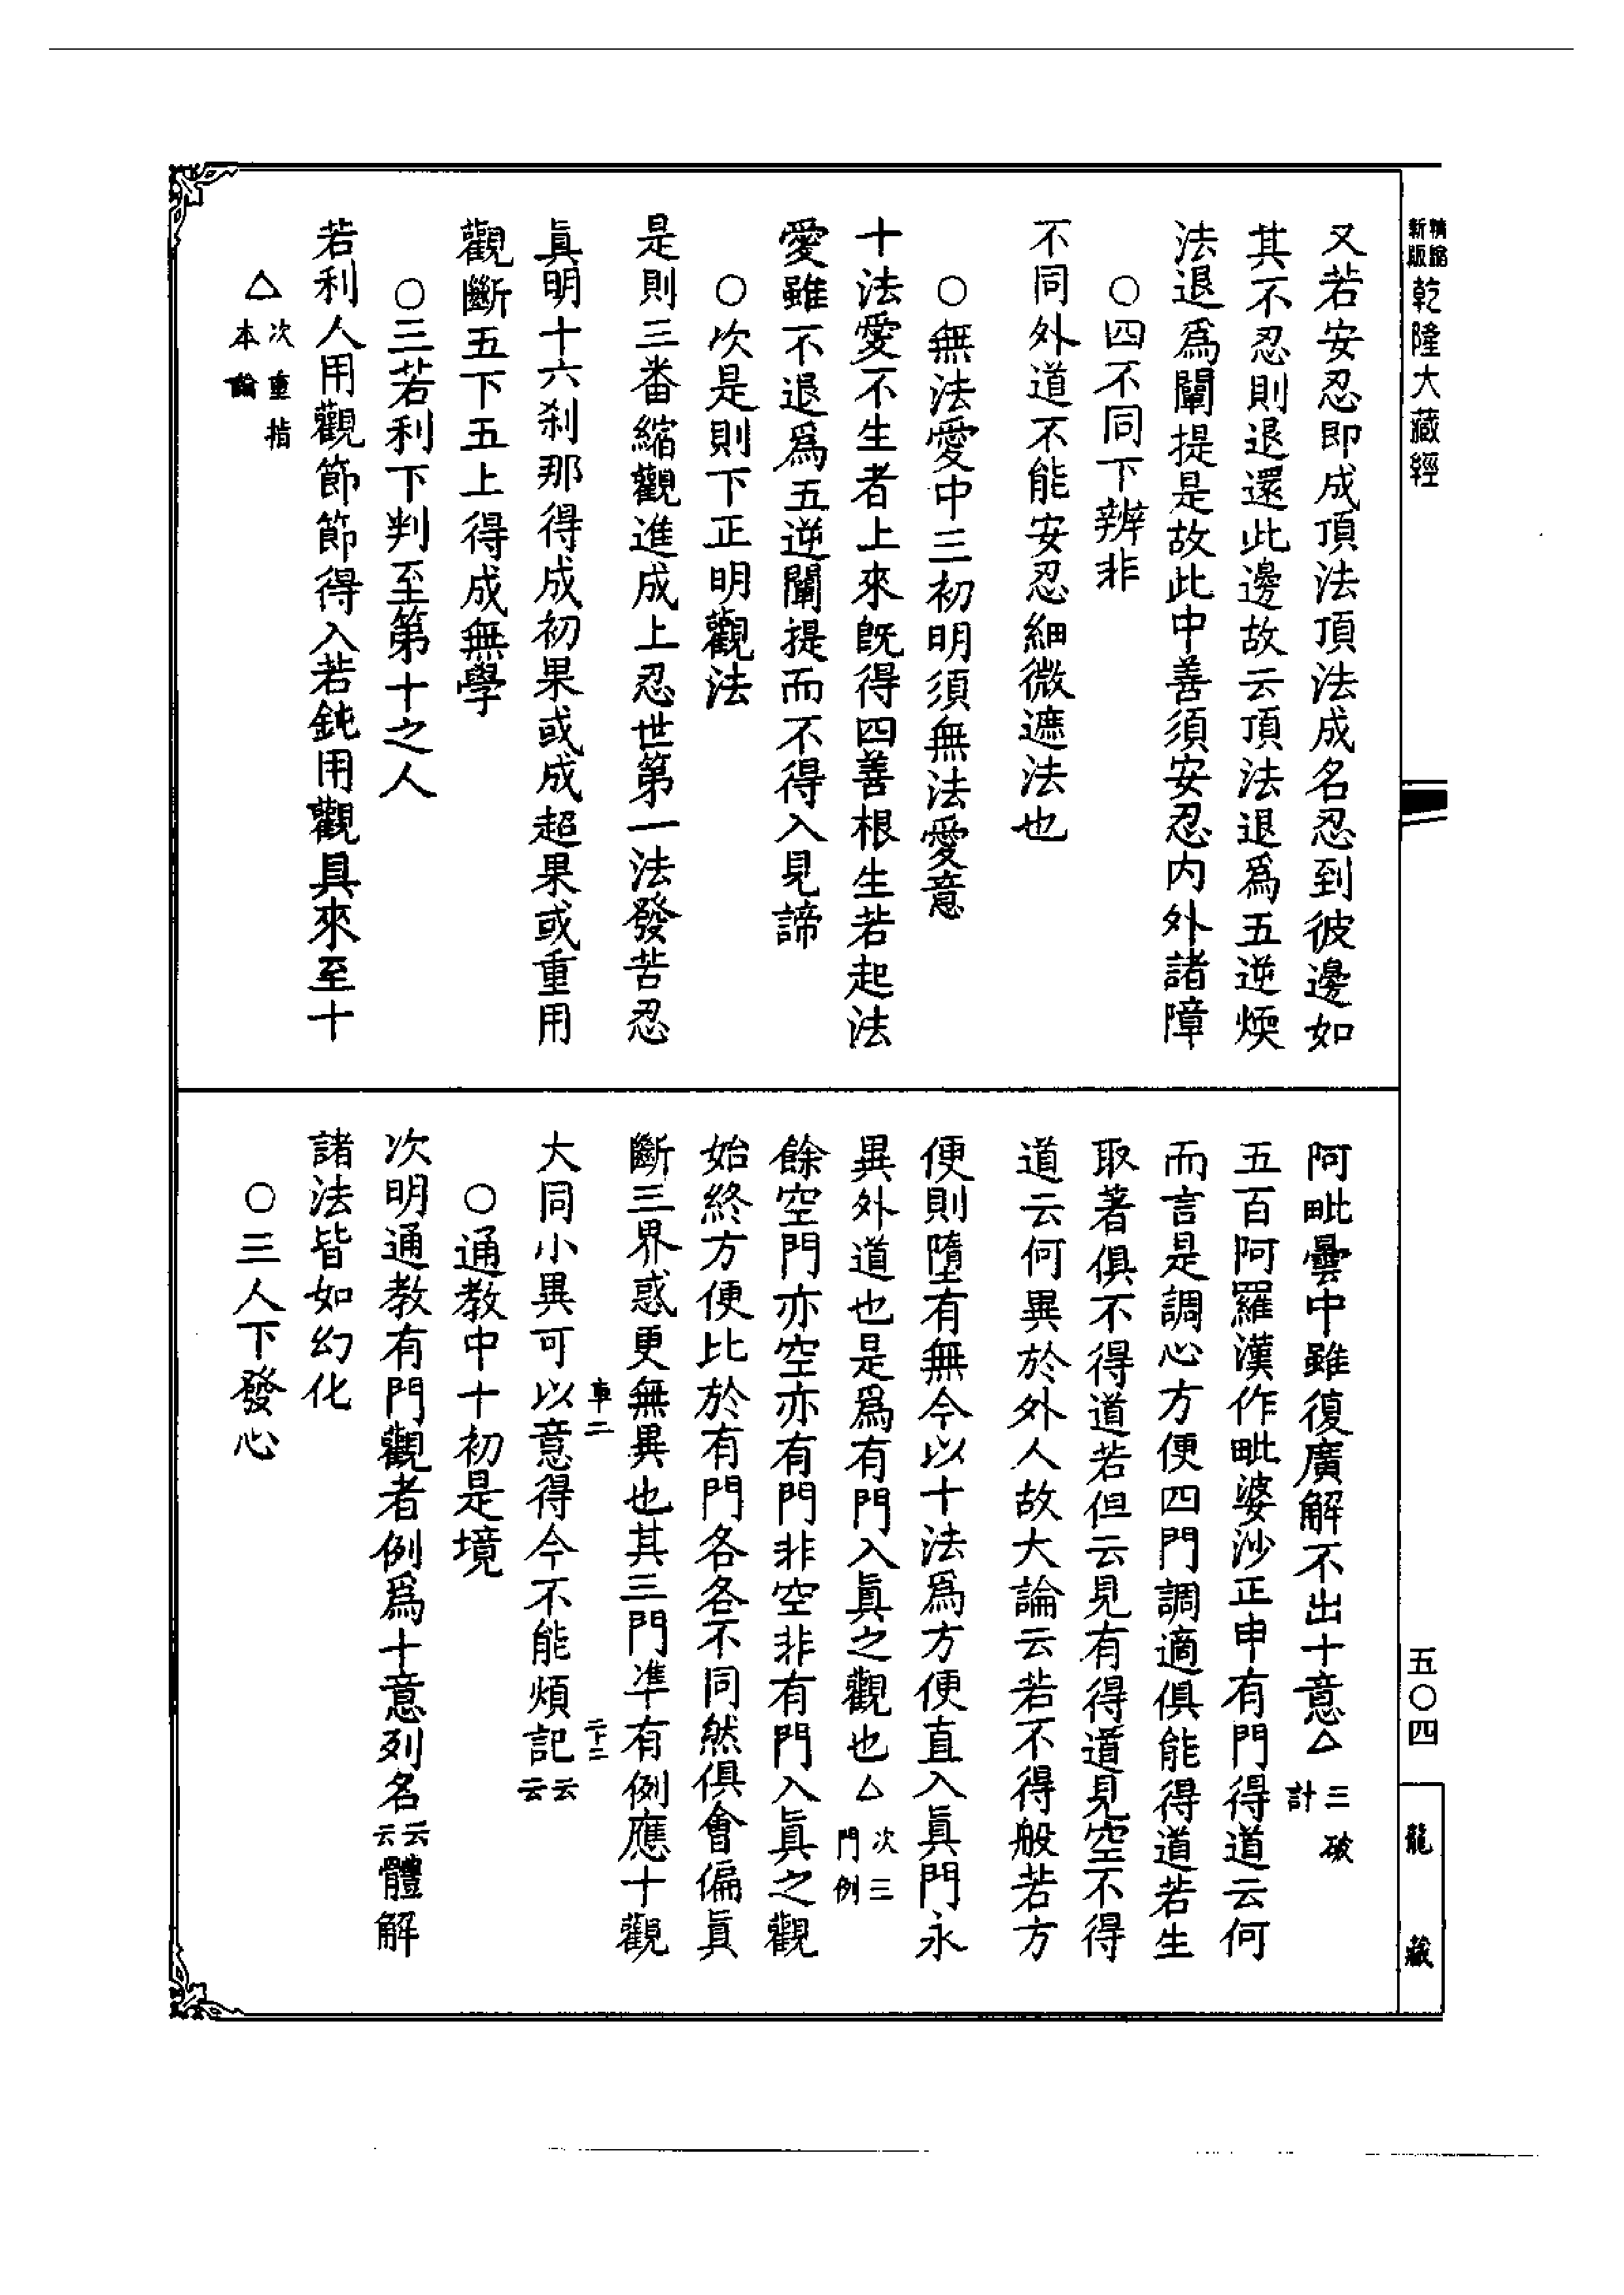 新版精縮乾隆大藏經
又若安忍即成頂法頂法成名忍到彼邊如
其不忍則退還此邊故云頂法退爲五逆煗
法退爲闡提是故此中善須安忍内外諸障
○四不同下辨非
不同外道不能安忍細微遮法也
○無法愛中三初明須無法愛意
十法愛不生者上來旣得四善根生若起法
愛雖不退爲五逆闡提而不得入見諦
○次是則下正明觀法
是則三番縮觀進成上忍世第一法發苦忍
眞明十六刹那得成初果或成超果或重用
觀斷五下五上得成無學
○三若利下判至第十之人
若利人用觀節節得入若鈍用觀具來至十
△次重指本論
阿毗曇中雖復廣解不出十意△三破計
五百阿羅漢作毗婆沙正申有門得道云何
而言是調心方便四門調適俱能得道若生
取著俱不得道若但云見有得道見空不得
道云何異於外人故大論云若不得般若方
便則墮有無今以十法爲方便直入眞門永
異外道也是爲有門入眞之觀也△次三門例
餘空門亦空亦有門非空非有門入眞之觀
始終方便比於有門各各不同然俱會偏眞
斷三界惑更無異也其三門準有例應十觀
車二
二十二
大同小異可以意得今不能煩記云云
○通教中十初是境
次明通教有門觀者例爲十意列名云云體解
諸法皆如幻化
○三人下發心
五〇四
龍藏